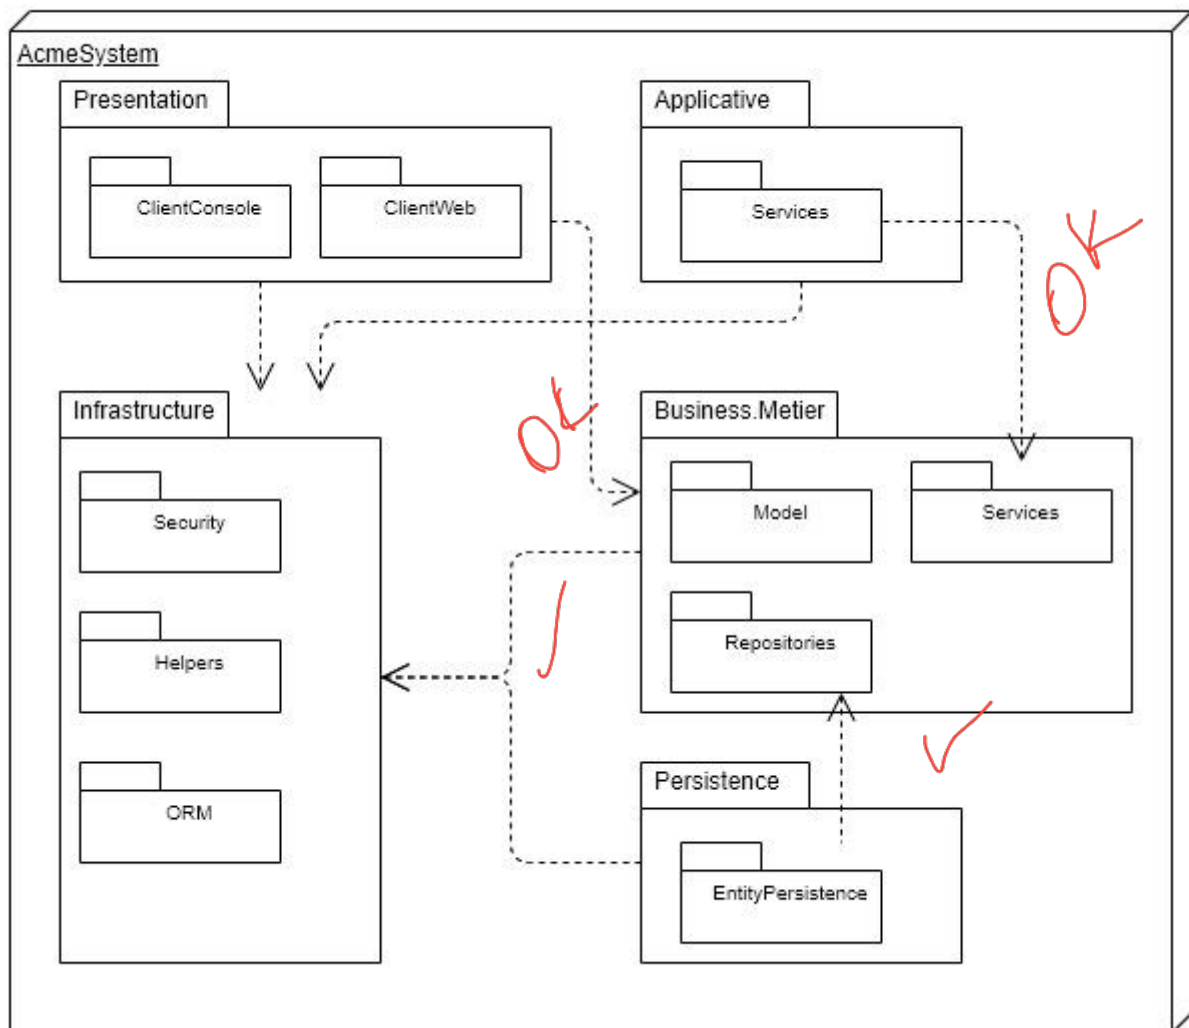 AcmeSystem
Presentation
Applicative
ClientConsole
ClientWeb
Services
OK
OK
Infrastructure
Business.Metier
Security
Model
Services
Helpers
Repositories
ORM
Persistence
EntityPersistence